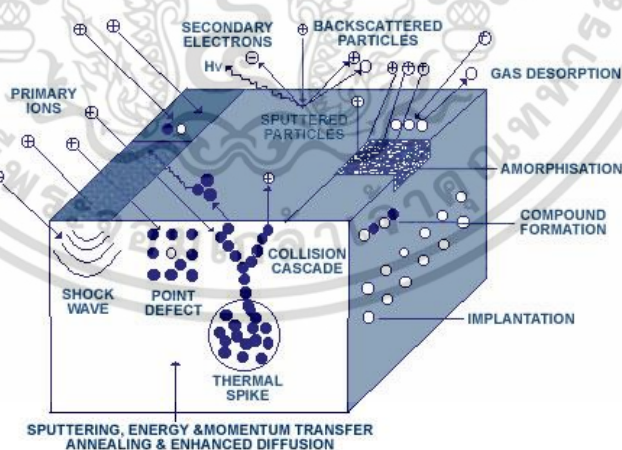 SECONDARY
ELECTRONS
BACKSCATTERED
PARTICLES
Hν
GAS DESORPTION
PRIMARY
IONS
SPUTTERED
PARTICLES
AMORPHISATION
COMPOUND
FORMATION
COLLISION
CASCADE
SHOCK
WAVE
POINT
DEFECT
IMPLANTATION
THERMAL
SPIKE
SPUTTERING, ENERGY &MOMENTUM TRANSFER
ANNEALING & ENHANCED DIFFUSION